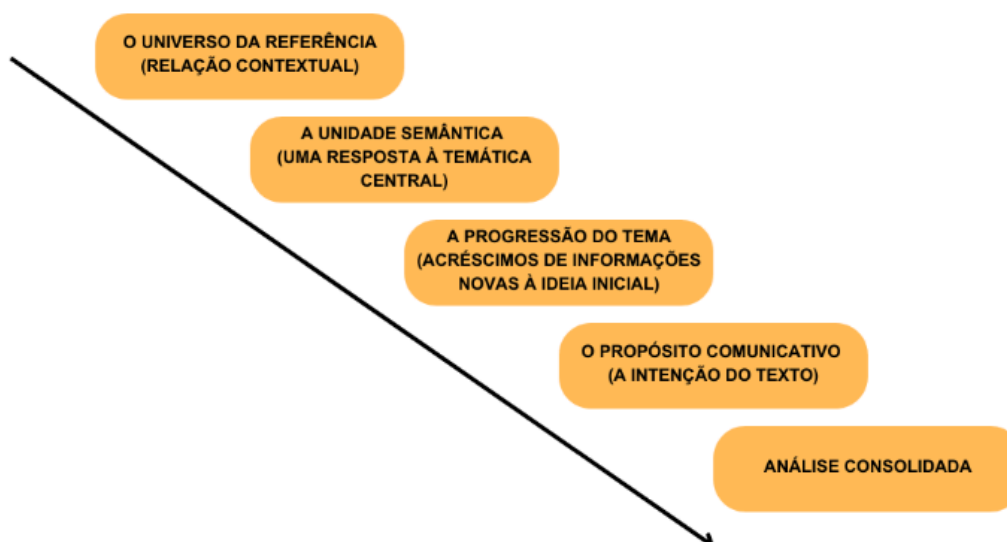 O UNIVERSO DA REFERÊNCIA
(RELAÇÃO CONTEXTUAL)
A UNIDADE SEMÂNTICA
(UMA RESPOSTA À TEMÁTICA
CENTRAL)
A PROGRESSÃO DO TEMA
(ACRÉSCIMOS DE INFORMAÇÕES
NOVAS À IDEIA INICIAL)
O PROPÓSITO COMUNICATIVO
(A INTENÇÃO DO TEXTO)
ANÁLISE CONSOLIDADA